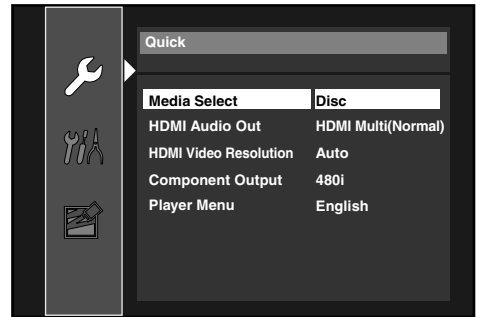 Quick
Media Select Disc
HDMI Audio Out HDMI Multi(Normal)
HDMI Video Resolution Auto
Component Output 480i
Player Menu English